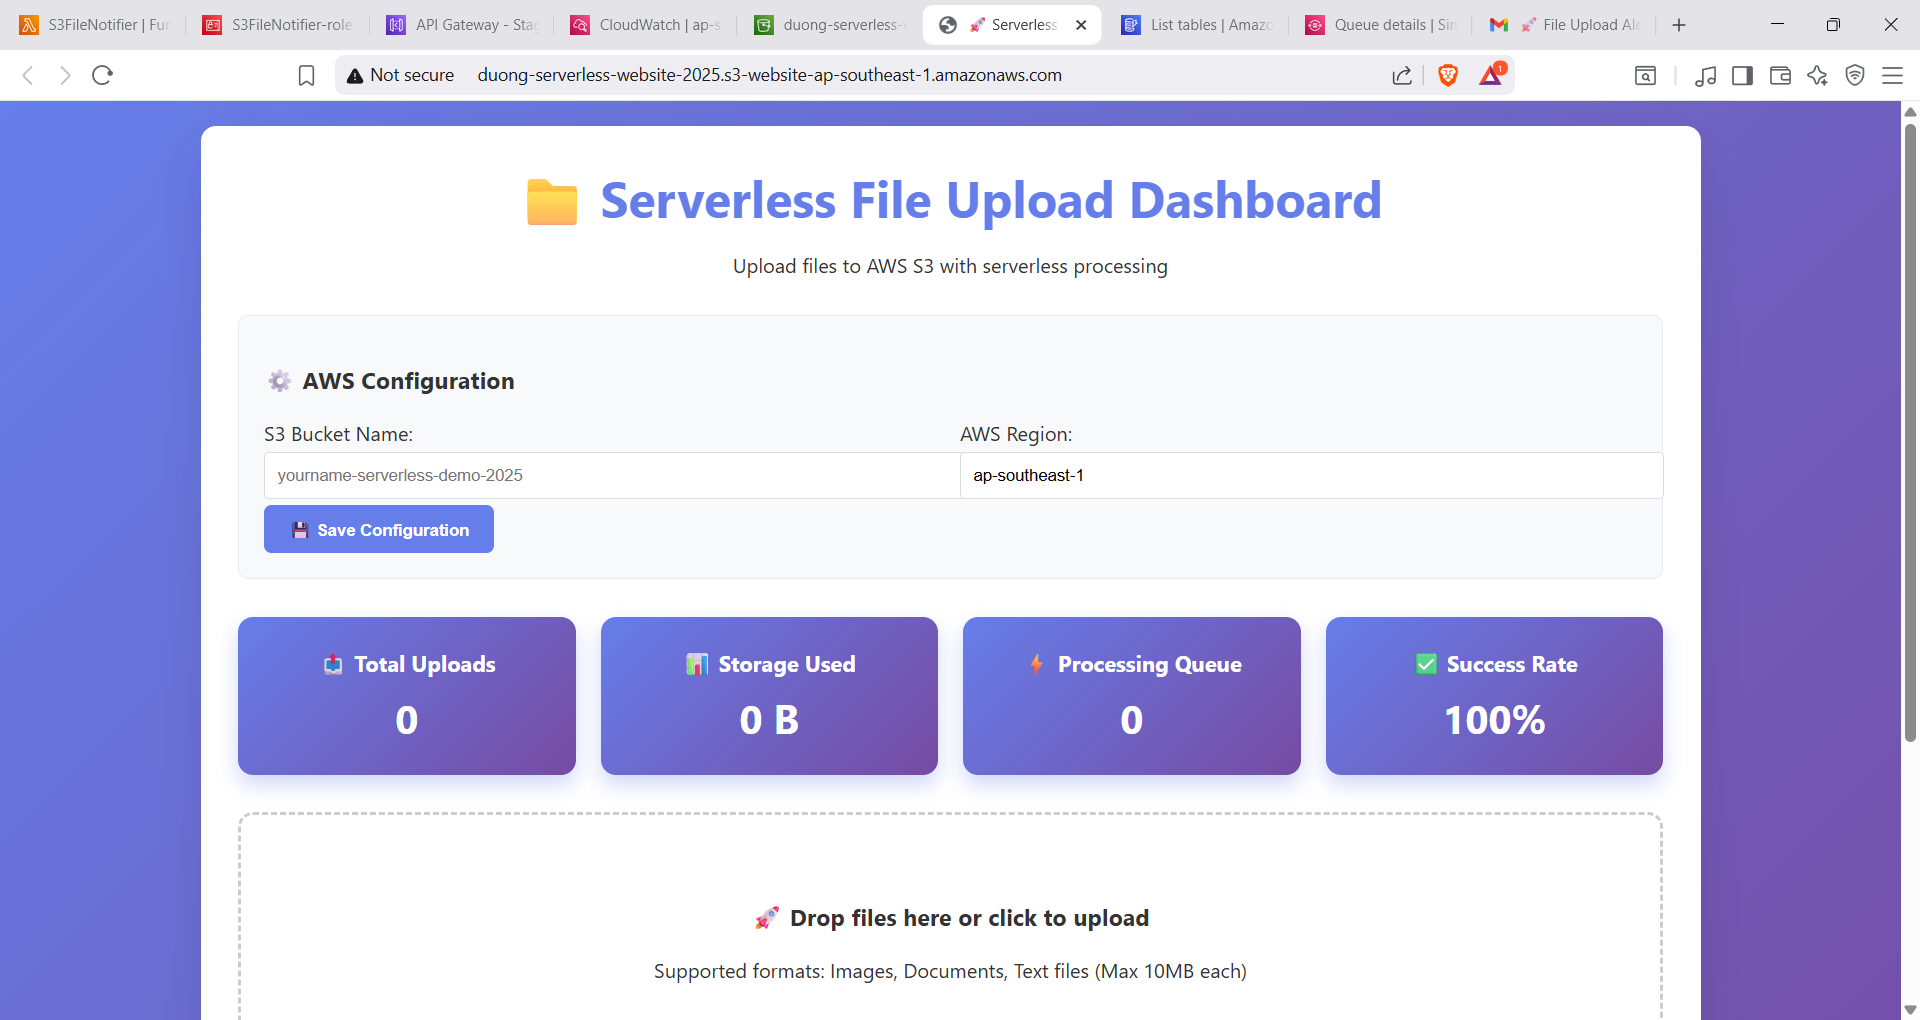 S3FileNotifier | Fur
S3FileNotifier-role
API Gateway - Stag
CloudWatch | ap-s
duong-serverless-
🚀 Serverless
List tables | Amazo
Queue details | Sim
🚀 File Upload Ale
Not secure
duong-serverless-website-2025.s3-website-ap-southeast-1.amazonaws.com
1
📁 Serverless File Upload Dashboard
Upload files to AWS S3 with serverless processing
⚙️ AWS Configuration
S3 Bucket Name:
AWS Region:
yourname-serverless-demo-2025
ap-southeast-1
💾 Save Configuration
📤 Total Uploads
0
📊 Storage Used
0 B
⚡ Processing Queue
0
✅ Success Rate
100%
🚀 Drop files here or click to upload
Supported formats: Images, Documents, Text files (Max 10MB each)